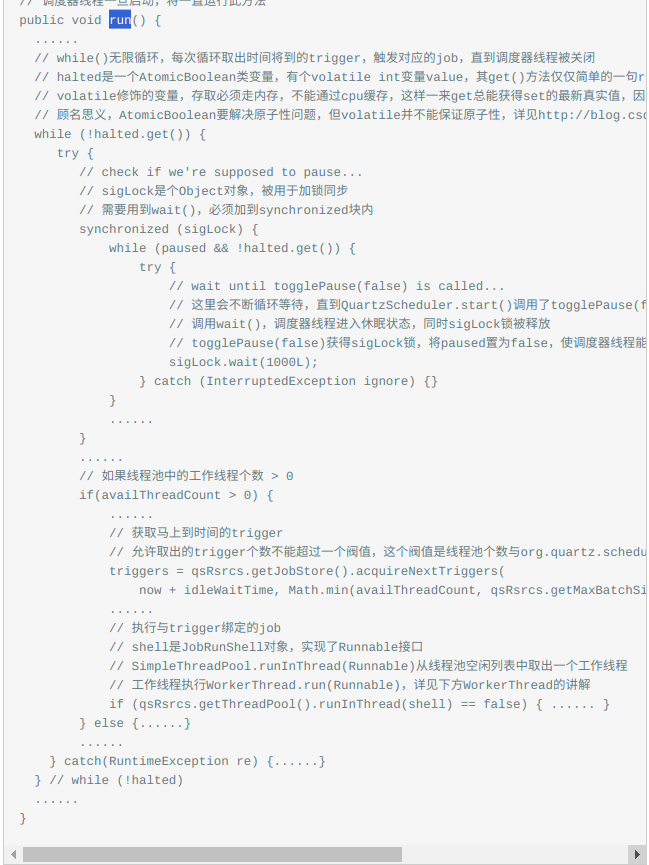 // 调度器线程一旦启动，将一直运行此方法
public void run() {
......
// while()无限循环，每次循环取出时间将到的trigger，触发对应的job，直到调度器线程被关闭
// halted是一个AtomicBoolean类变量，有个volatile int变量value，其get()方法仅仅简单的一句r
// volatile修饰的变量，存取必须走内存，不能通过cpu缓存，这样一来get总能获得set的最新真实值，因
// 顾名思义，AtomicBoolean要解决原子性问题，但volatile并不能保证原子性，详见http://blog.csd
while (!halted.get()) {
try {
// check if we're supposed to pause...
// sigLock是个Object对象，被用于加锁同步
// 需要用到wait()，必须加到synchronized块内
synchronized (sigLock) {
while (paused && !halted.get()) {
try {
// wait until togglePause(false) is called...
// 这里会不断循环等待，直到QuartzScheduler.start()调用了togglePause(f
// 调用wait()，调度器线程进入休眠状态，同时sigLock锁被释放
// togglePause(false)获得sigLock锁，将paused置为false，使调度器线程能
sigLock.wait(1000L);
} catch (InterruptedException ignore) {}
}
......
}
......
// 如果线程池中的工作线程个数 > 0
if(availThreadCount > 0) {
......
// 获取马上到时间的trigger
// 允许取出的trigger个数不能超过一个阀值，这个阀值是线程池个数与org.quartz.schedu
triggers = qsRsrcs.getJobStore().acquireNextTriggers(
now + idleWaitTime, Math.min(availThreadCount, qsRsrcs.getMaxBatchSi
......
// 执行与trigger绑定的job
// shell是JobRunShell对象，实现了Runnable接口
// SimpleThreadPool.runInThread(Runnable)从线程池空闲列表中取出一个工作线程
// 工作线程执行WorkerThread.run(Runnable)，详见下方WorkerThread的讲解
if (qsRsrcs.getThreadPool().runInThread(shell) == false) { ...... }
} else {......}
......
} catch(RuntimeException re) {......}
} // while (!halted)
......
}